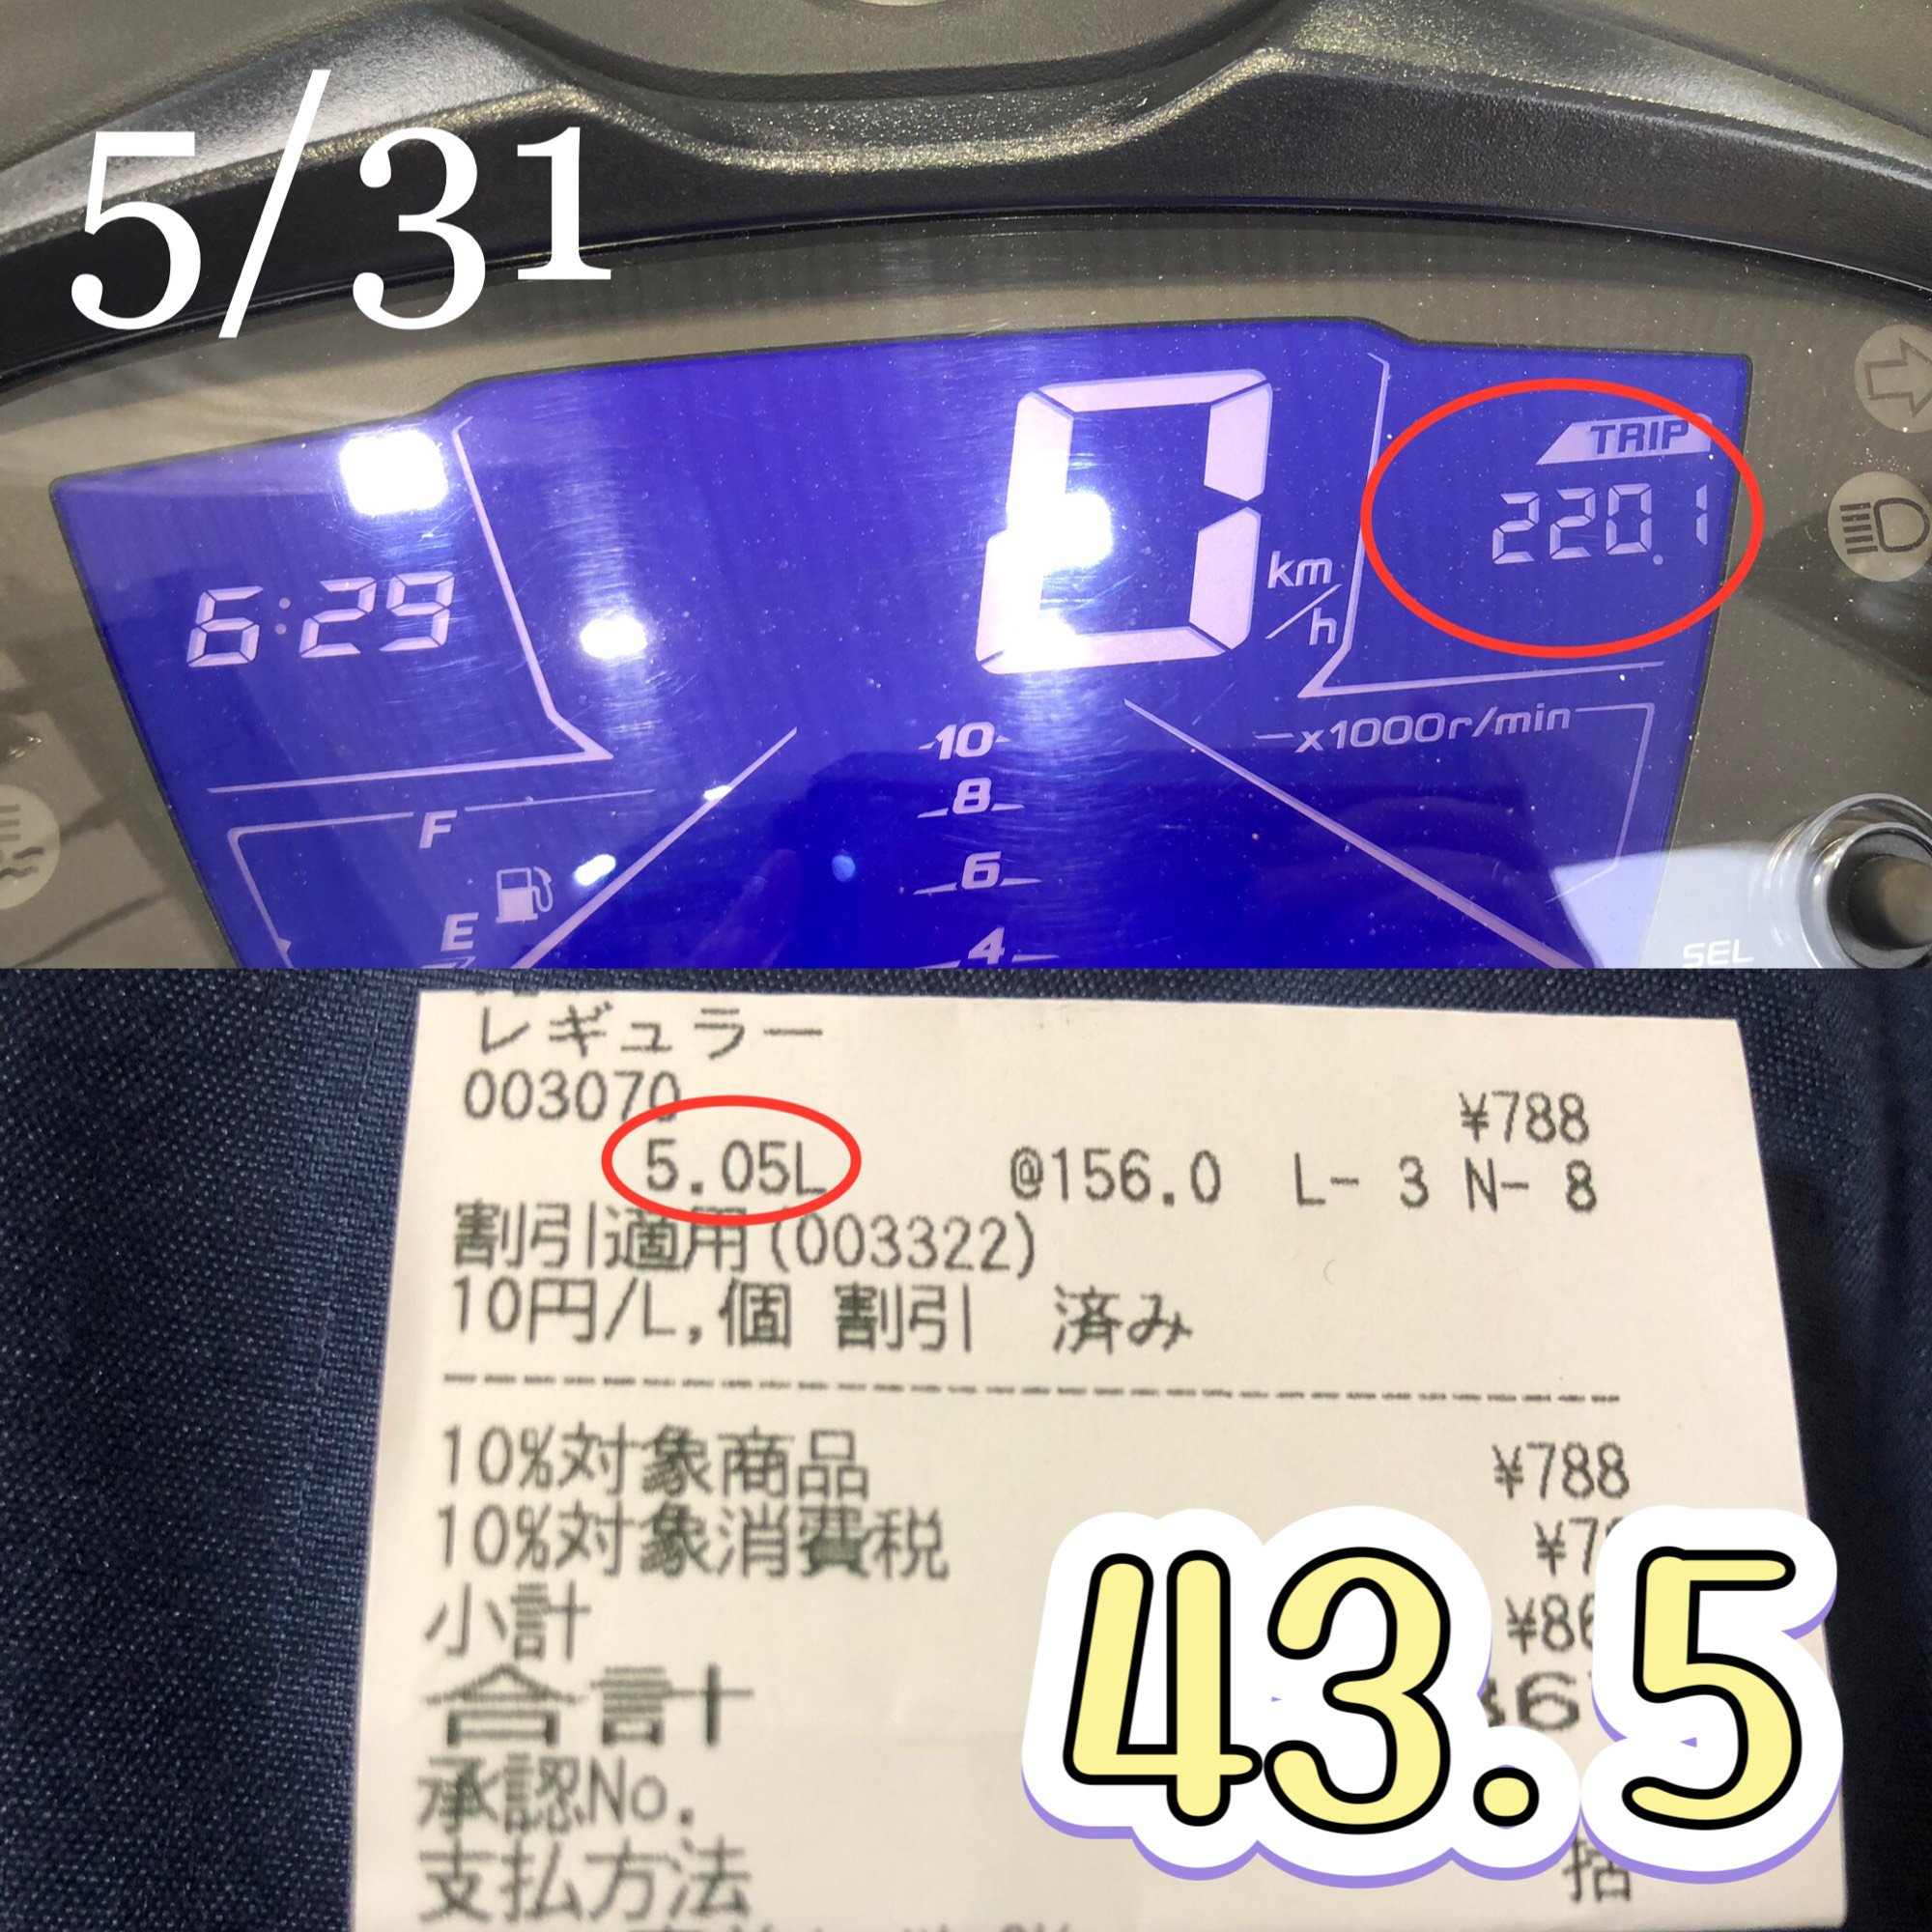 5/31
TRIP
220.1
6:29
0 km/h
x1000r/min
10
8
F
6
E
4
SEL
レギュラー
003070
¥788
5.05L @156.0 L- 3 N- 8
割引適用(003322)
10円/L,個 割引 済み
10%対象商品 ¥788
10%対象消費税
小計
合計
承認No.
支払方法
43.5